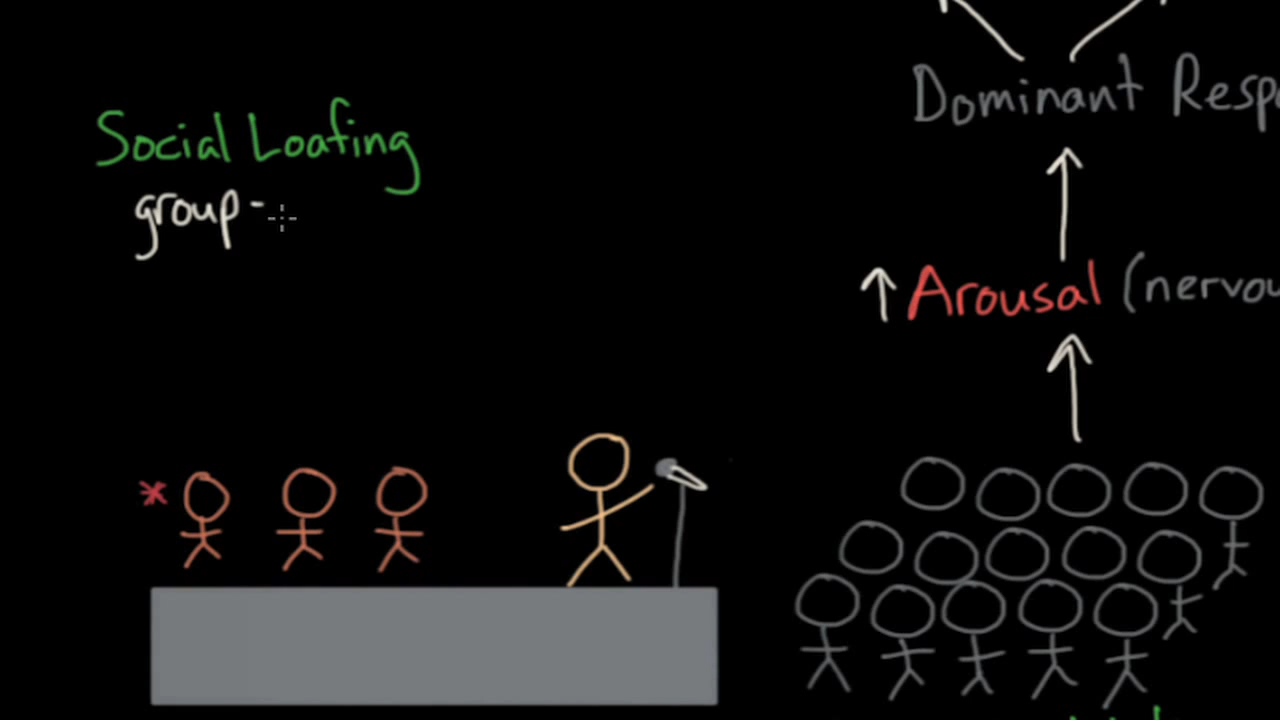 Social Loafing
group -
Dominant Resp
↑ Arousal (nervou